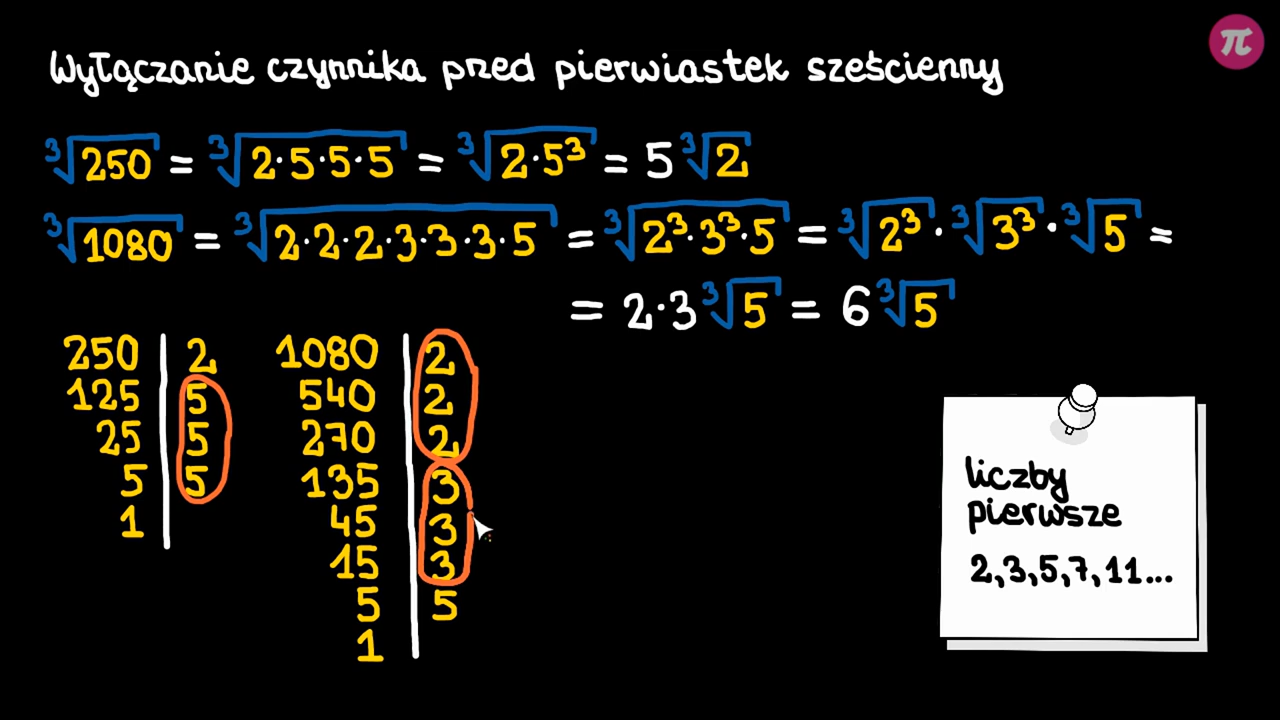 π
Wyłączanie czynnika przed pierwiastek sześcienny
∛250 = ∛2·5·5·5 = ∛2·5³ = 5∛2
∛1080 = ∛2·2·2·3·3·3·5 = ∛2³·3³·5 = ∛2³·∛3³·∛5 =
= 2·3∛5 = 6∛5
250 | 2
125 | 5
25 | 5
5 | 5
1 |
1080 | 2
540 | 2
270 | 2
135 | 3
45 | 3
15 | 3
5 | 5
1 |
liczby
pierwsze
2,3,5,7,11...